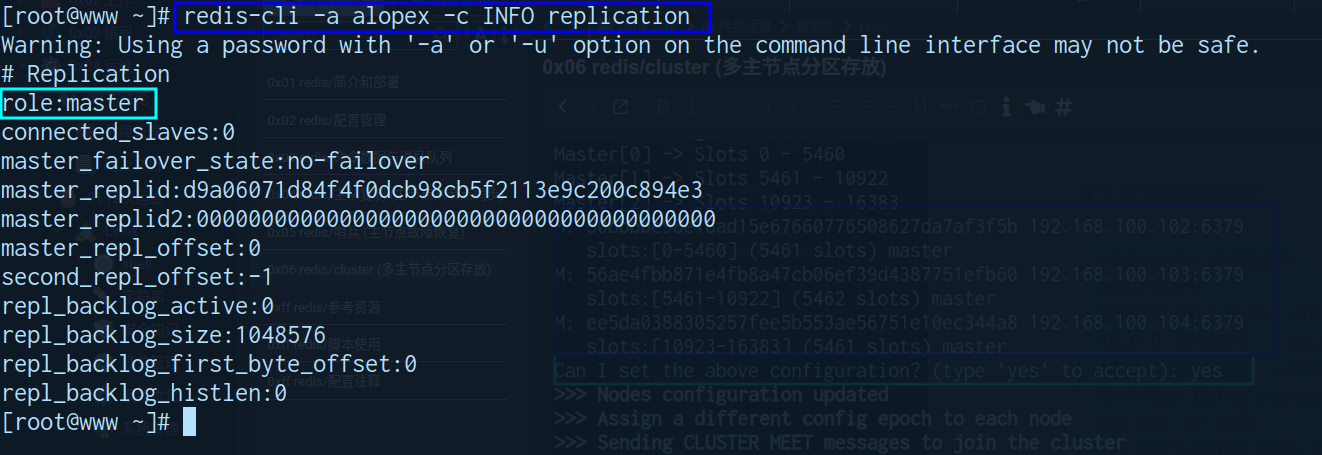 [root@www ~]# redis-cli -a alopex -c INFO replication
Warning: Using a password with '-a' or '-u' option on the command line interface may not be safe.
# Replication
role:master
connected_slaves:0
master_failover_state:no-failover
master_replid:d9a06071d84f4f0dcb98cb5f2113e9c200c894e3
master_replid2:0000000000000000000000000000000000000000
master_repl_offset:0
second_repl_offset:-1
repl_backlog_active:0
repl_backlog_size:1048576
repl_backlog_first_byte_offset:0
repl_backlog_histlen:0
[root@www ~]#
0x06 redis/cluster (多主节点分区存放)
0x01 redis/简介和部署
0x02 redis/配置管理
0x06 redis/cluster (多主节点分区存放)
0xff redis/参考资源
Master[0] -> Slots 0 - 5460
Master[1] -> Slots 5461 - 10922
Slots 10923 - 16383
192.168.100.102:6379
slots:[0-5460] (5461 slots) master
M: 56ae4fbb871e4fb8a47cb06ef39d4387751efb60 192.168.100.103:6379
slots:[5461-10922] (5462 slots) master
M: ee5da0388305257fee5b553ae56751e10ec344a8 192.168.100.104:6379
slots:[10923-16383] (5461 slots) master
Can I set the above configuration? (type 'yes' to accept): yes
>>> Nodes configuration updated
>>> Assign a different config epoch to each node
>>> Sending CLUSTER MEET messages to join the cluster